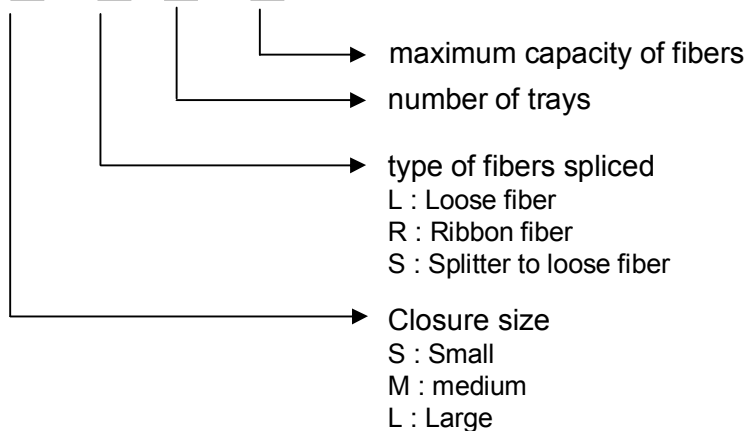 maximum capacity of fibers
number of trays
type of fibers spliced
L : Loose fiber
R : Ribbon fiber
S : Splitter to loose fiber
Closure size
S : Small
M : medium
L : Large